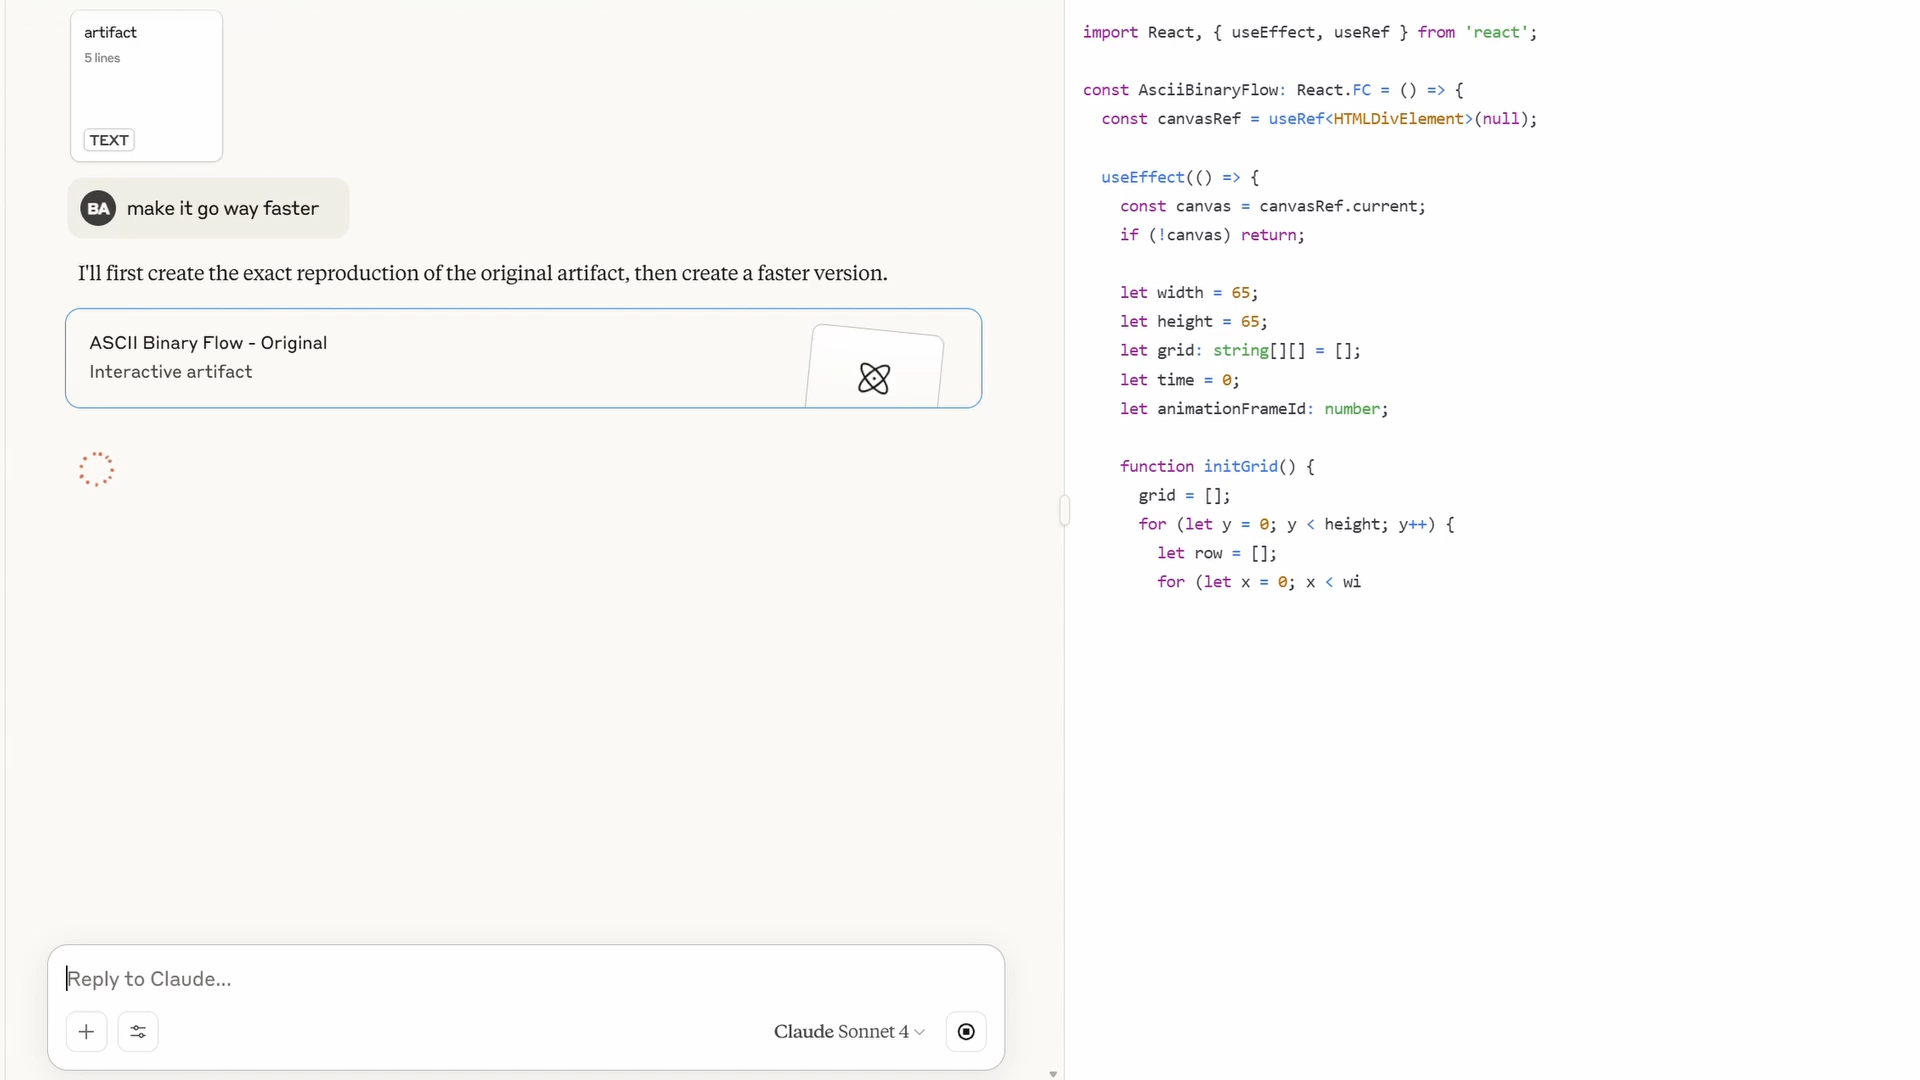 artifact
5 lines
TEXT
BA make it go way faster
I'll first create the exact reproduction of the original artifact, then create a faster version.
ASCII Binary Flow - Original
Interactive artifact
Reply to Claude...
Claude Sonnet 4
import React, { useEffect, useRef } from 'react';
const AsciiBinaryFlow: React.FC = () => {
  const canvasRef = useRef<HTMLDivElement>(null);
  useEffect(() => {
    const canvas = canvasRef.current;
    if (!canvas) return;
    let width = 65;
    let height = 65;
    let grid: string[][] = [];
    let time = 0;
    let animationFrameId: number;
    function initGrid() {
      grid = [];
      for (let y = 0; y < height; y++) {
        let row = [];
        for (let x = 0; x < wi